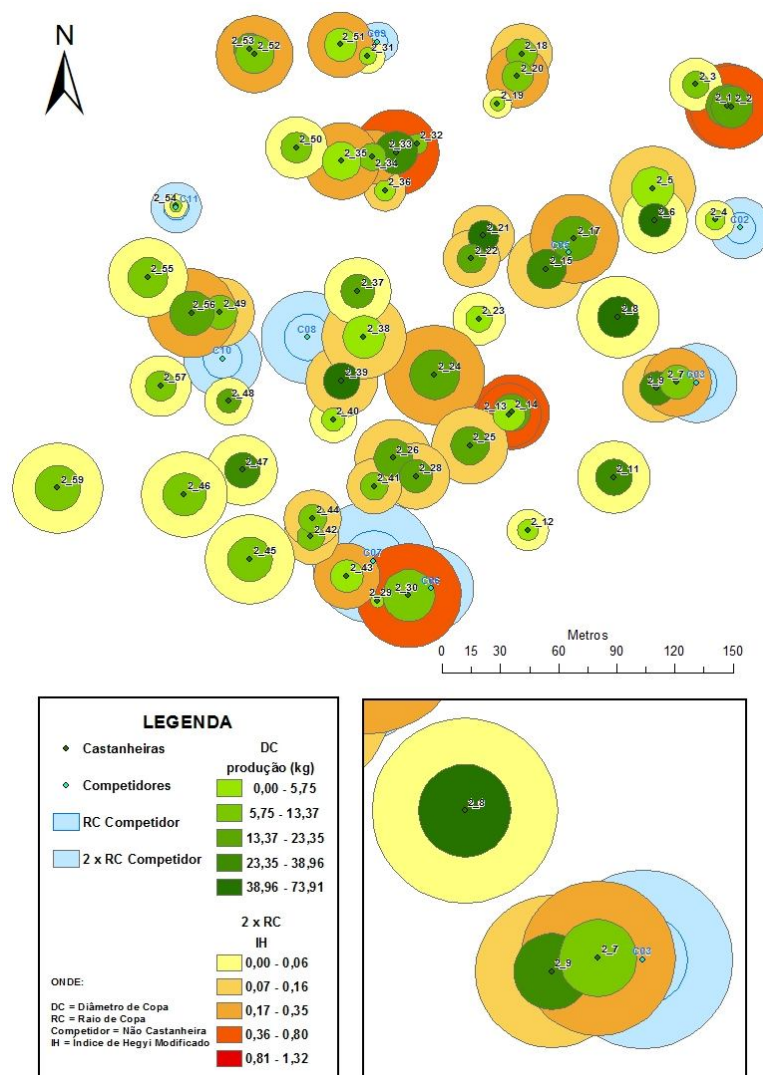 N
2_53
2_52
2_51
C09
2_31
2_18
2_20
2_19
2_3
2_1
2_2
2_50
2_35
2_34
2_33
2_32
2_36
2_5
2_6
2_4
C02
2_54
C11
2_21
2_22
2_17
C05
2_15
2_55
2_56
2_49
2_37
2_38
C08
2_23
2_8
C10
2_57
2_48
2_39
2_40
2_24
2_13
2_14
2_9
2_7
C03
2_59
2_46
2_47
2_26
2_28
2_41
2_25
2_11
2_44
2_42
2_12
2_45
C07
2_43
2_29
2_30
C06
Metros
0 15 30 60 90 120 150
LEGENDA
Castanheiras
Competidores
RC Competidor
2 x RC Competidor
DC
produção (kg)
0,00 - 5,75
5,75 - 13,37
13,37 - 23,35
23,35 - 38,96
38,96 - 73,91
2 x RC
IH
0,00 - 0,06
0,07 - 0,16
0,17 - 0,35
0,36 - 0,80
0,81 - 1,32
ONDE:
DC = Diâmetro de Copa
RC = Raio de Copa
Competidor = Não Castanheira
IH = Índice de Hegyi Modificado
2_8
2_9
2_7
C03